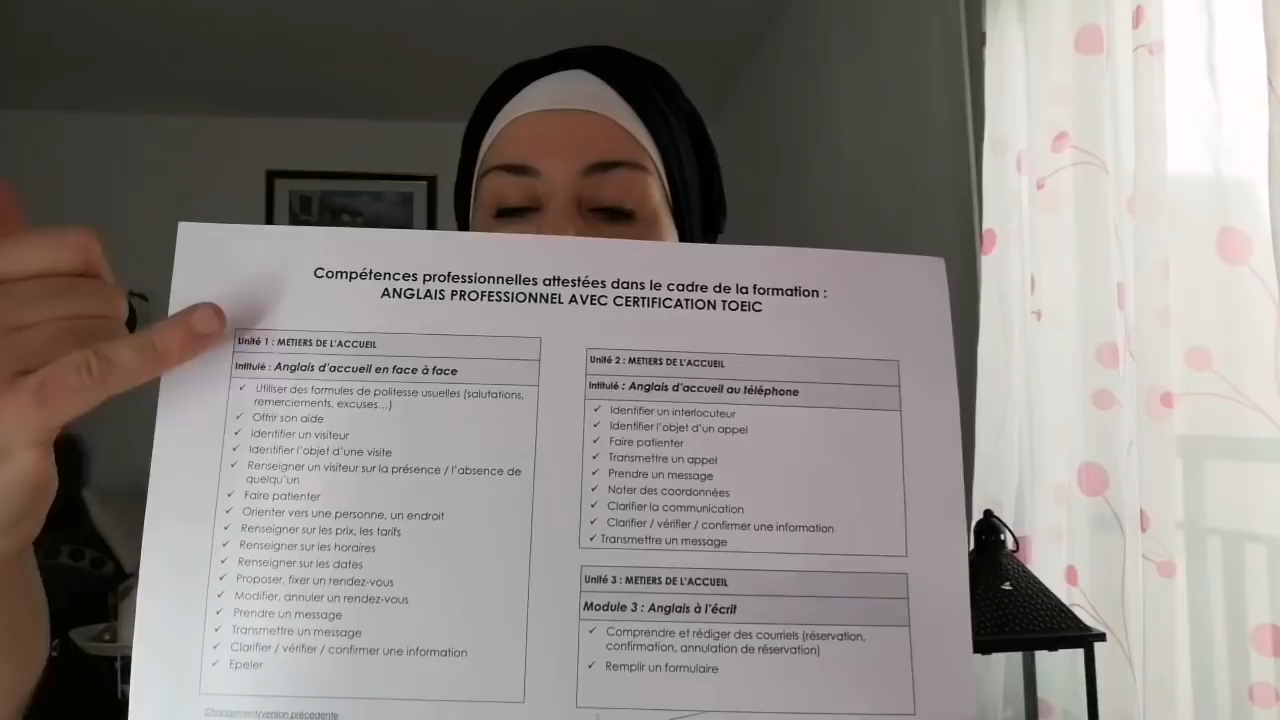 Compétences professionnelles attestées dans le cadre de la formation :
ANGLAIS PROFESSIONNEL AVEC CERTIFICATION TOEIC
Unité 1 : METIERS DE L'ACCUEIL
Intitulé : Anglais d'accueil en face à face
✓ Utiliser des formules de politesse usuelles (salutations,
remerciements, excuses...)
✓ Offrir son aide
✓ Identifier un visiteur
✓ Identifier l'objet d'une visite
✓ Renseigner un visiteur sur la présence / l'absence de
quelqu'un
✓ Faire patienter
✓ Orienter vers une personne, un endroit
✓ Renseigner sur les prix, les tarifs
✓ Renseigner sur les horaires
✓ Renseigner sur les dates
✓ Proposer, fixer un rendez-vous
✓ Modifier, annuler un rendez-vous
✓ Prendre un message
✓ Transmettre un message
✓ Clarifier / vérifier / confirmer une information
✓ Epeler
Unité 2 : METIERS DE L'ACCUEIL
Intitulé : Anglais d'accueil au téléphone
✓ Identifier un interlocuteur
✓ Identifier l'objet d'un appel
✓ Faire patienter
✓ Transmettre un appel
✓ Prendre un message
✓ Noter des coordonnées
✓ Clarifier la communication
✓ Clarifier / vérifier / confirmer une information
✓ Transmettre un message
Unité 3 : METIERS DE L'ACCUEIL
Module 3 : Anglais à l'écrit
✓ Comprendre et rédiger des courriels (réservation,
confirmation, annulation de réservation)
✓ Remplir un formulaire
Changement/version précédente